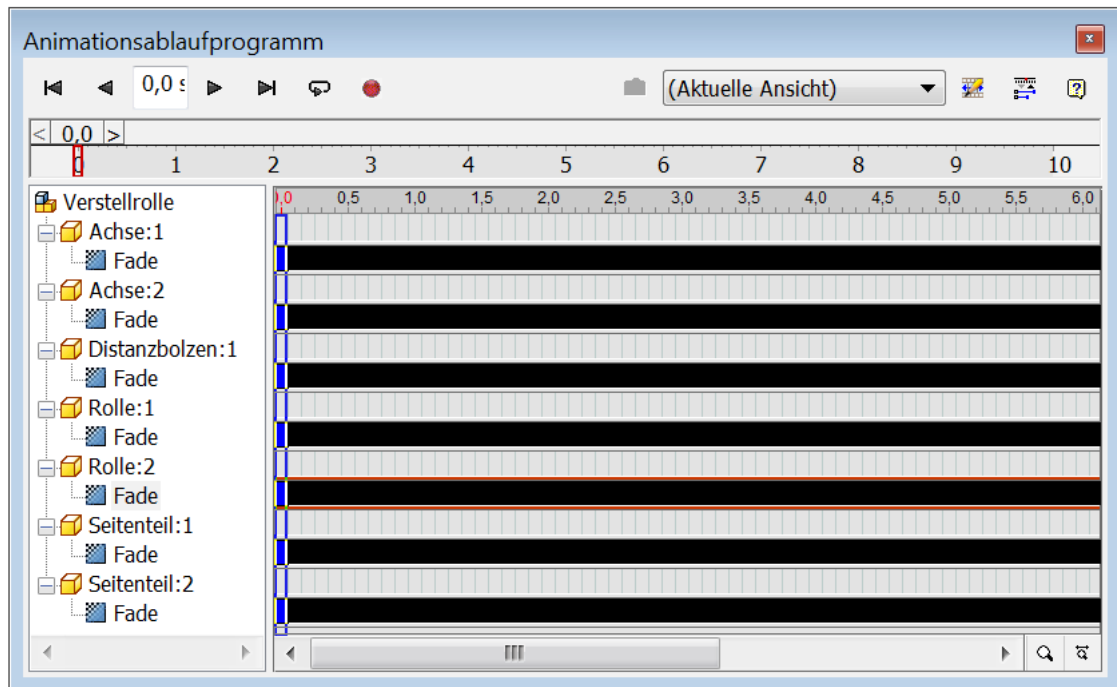 Animationsablaufprogramm
0,0 s (Aktuelle Ansicht)
< 0,0 >
0 1 2 3 4 5 6 7 8 9 10
Verstellrolle
,0 0,5 1,0 1,5 2,0 2,5 3,0 3,5 4,0 4,5 5,0 5,5 6,0
Achse:1
Fade
Achse:2
Fade
Distanzbolzen:1
Fade
Rolle:1
Fade
Rolle:2
Fade
Seitenteil:1
Fade
Seitenteil:2
Fade